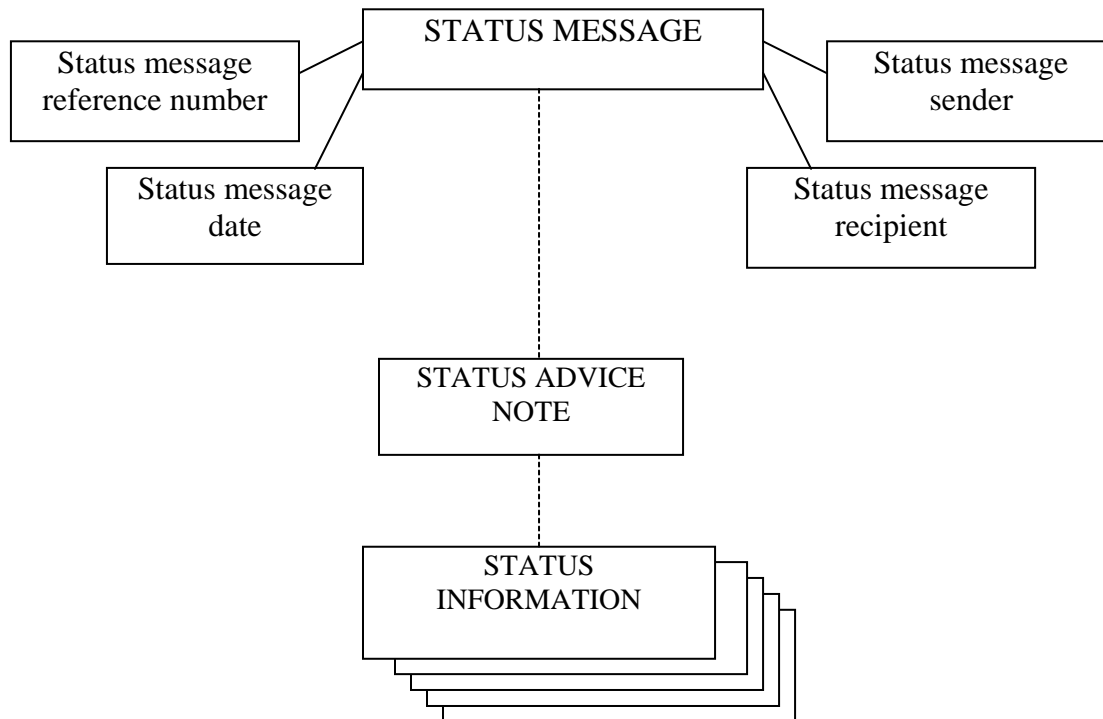 STATUS MESSAGE
Status message
reference number
Status message
sender
Status message
date
Status message
recipient
STATUS ADVICE
NOTE
STATUS
INFORMATION